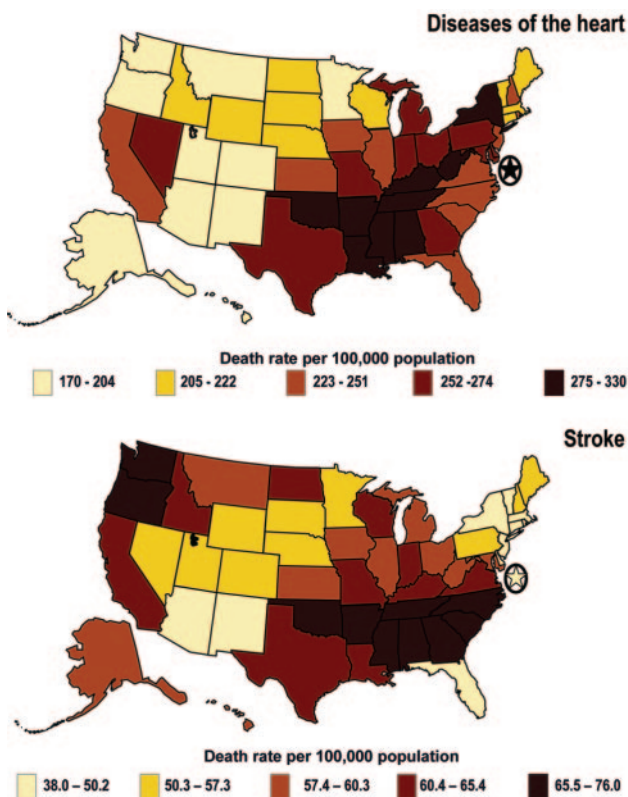 Diseases of the heart
Death rate per 100,000 population
170 - 204 205 - 222 223 - 251 252 -274 275 - 330
Stroke
Death rate per 100,000 population
38.0 – 50.2 50.3 – 57.3 57.4 – 60.3 60.4 – 65.4 65.5 – 76.0